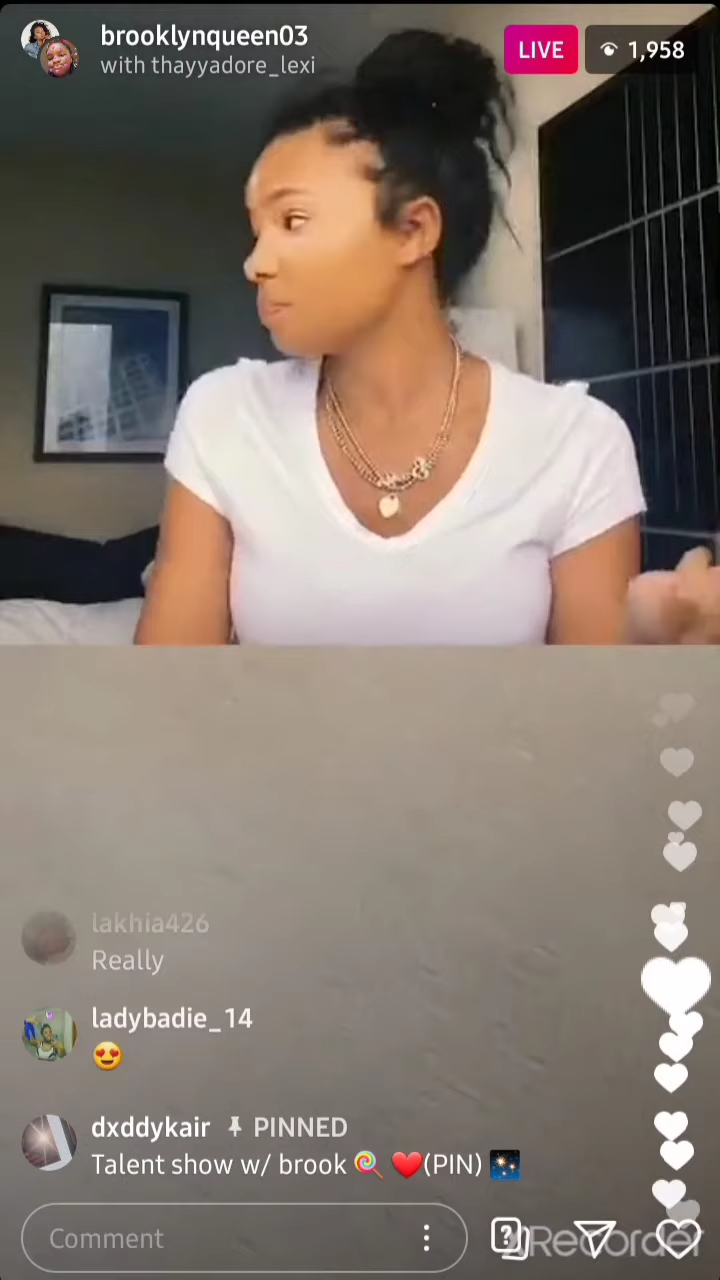 brooklynqueen03
with thayyadore_lexi
LIVE
1,958
lakhia426
Really
ladybadie_14
😍
dxddykair PINNED
Talent show w/ brook 🍭 ❤️(PIN) 🎇
Comment
Recorder